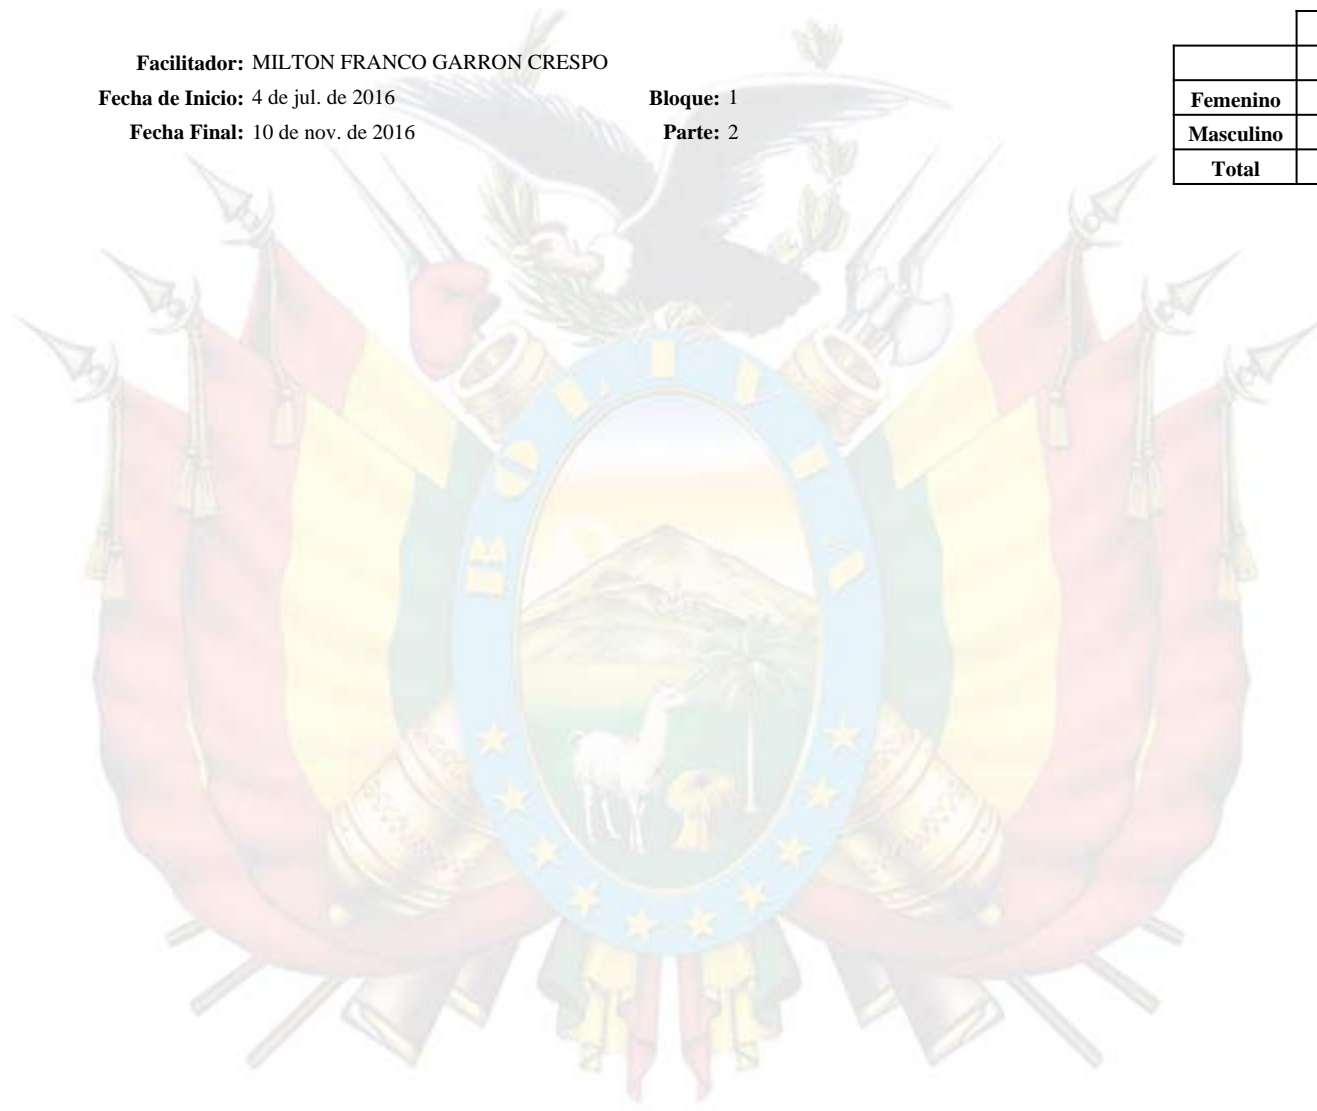 Facilitador: MILTON FRANCO GARRON CRESPO
Fecha de Inicio: 4 de jul. de 2016 Bloque: 1
Fecha Final: 10 de nov. de 2016 Parte: 2
Femenino
Masculino
Total
BOLIVIA